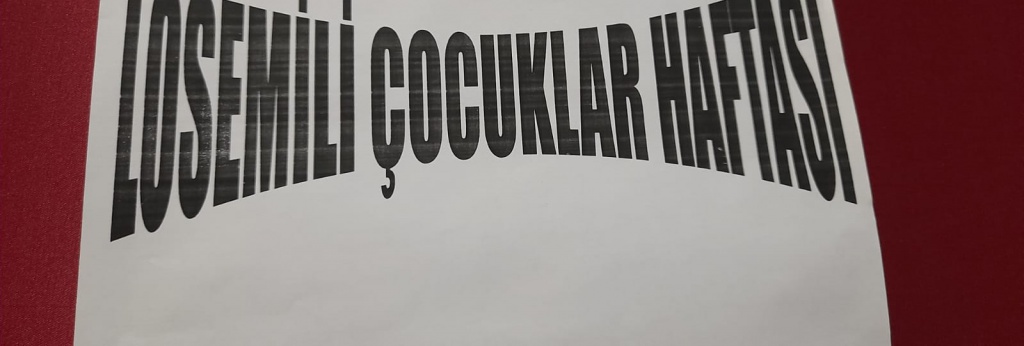 LÖSEMİLİ ÇOCUKLAR HAFTASI